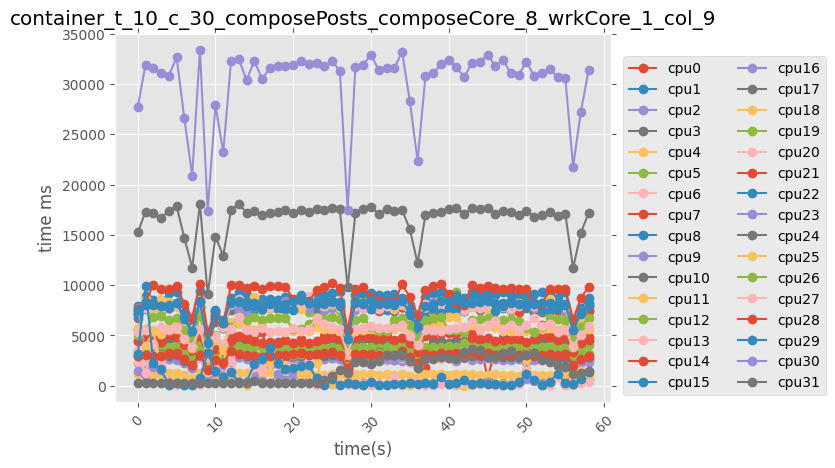 container_t_10_c_30_composePosts_composeCore_8_wrkCore_1_col_9
time ms
35000
30000
25000
20000
15000
10000
5000
0
0
10
20
30
40
50
60
time(s)
cpu0
cpu1
cpu2
cpu3
cpu4
cpu5
cpu6
cpu7
cpu8
cpu9
cpu10
cpu11
cpu12
cpu13
cpu14
cpu15
cpu16
cpu17
cpu18
cpu19
cpu20
cpu21
cpu22
cpu23
cpu24
cpu25
cpu26
cpu27
cpu28
cpu29
cpu30
cpu31